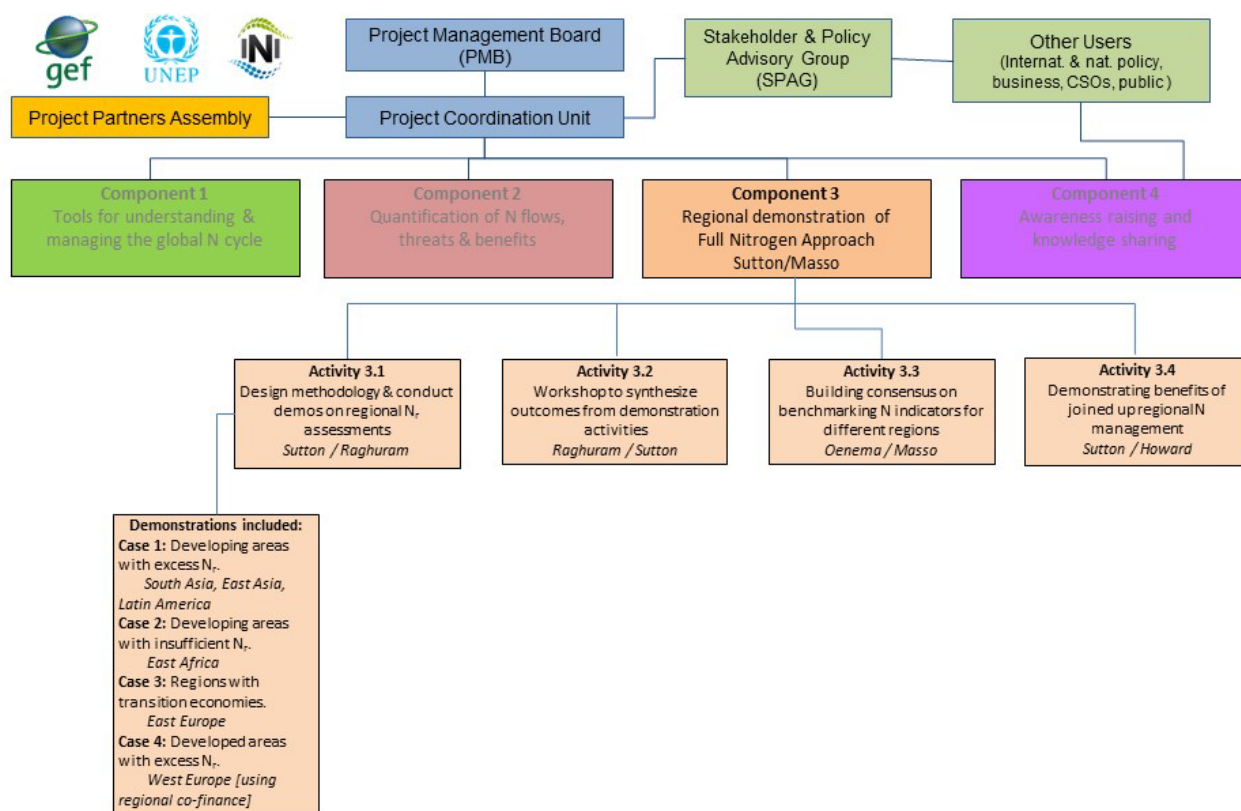 gef
UNEP
INI
Project Management Board
(PMB)
Stakeholder & Policy
Advisory Group
(SPAG)
Other Users
(Internat. & nat. policy,
business, CSOs, public )
Project Partners Assembly
Project Coordination Unit
Component 1
Tools for understanding &
managing the global N cycle
Component 2
Quantification of N flows,
threats & benefits
Component 3
Regional demonstration of
Full Nitrogen Approach
Sutton/Masso
Component 4
Awareness raising and
knowledge sharing
Activity 3.1
Design methodology & conduct
demos on regional Nr
assessments
Sutton / Raghuram
Activity 3.2
Workshop to synthesize
outcomes from demonstration
activities
Raghuram / Sutton
Activity 3.3
Building consensus on
benchmarking N indicators for
different regions
Oenema / Masso
Activity 3.4
Demonstrating benefits of
joined up regional N
management
Sutton / Howard
Demonstrations included:
Case 1: Developing areas
with excess Nr.
South Asia, East Asia,
Latin America
Case 2: Developing areas
with insufficient Nr.
East Africa
Case 3: Regions with
transition economies.
East Europe
Case 4: Developed areas
with excess Nr.
West Europe [using
regional co-finance]